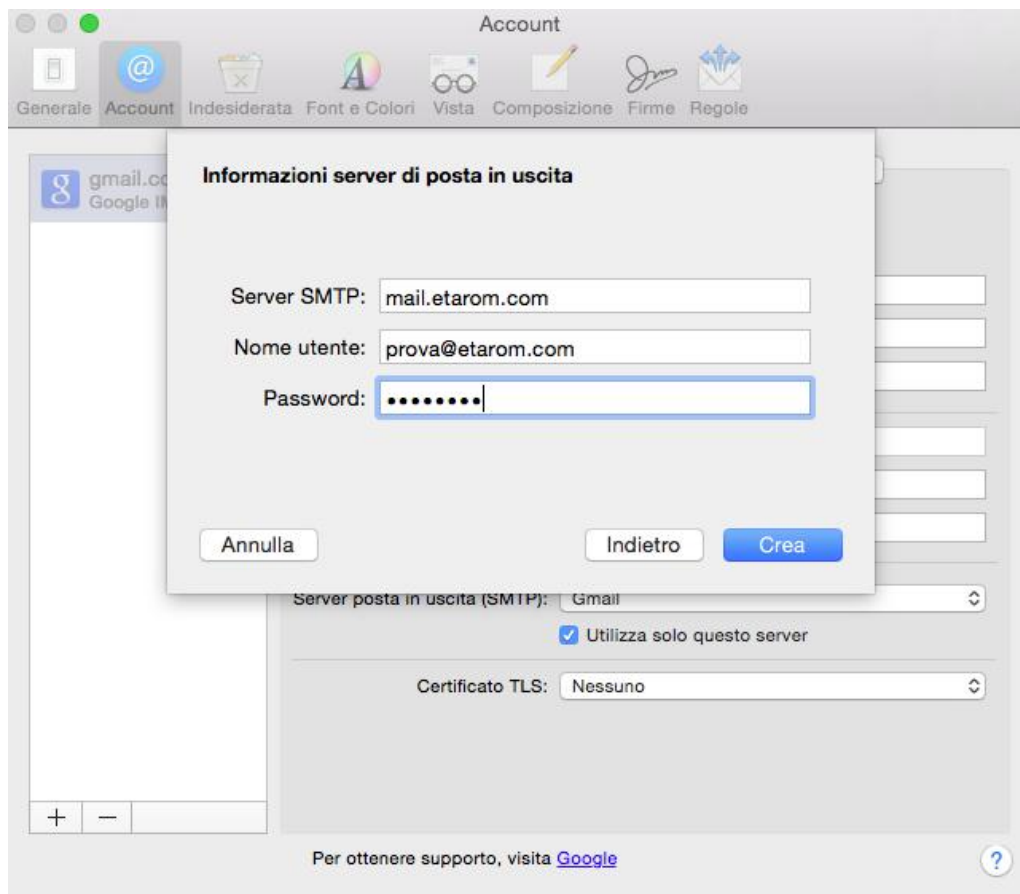 Account
Generale Account Indesiderata Font e Colori Vista Composizione Firme Regole
gmail.co
Google IM
Informazioni server di posta in uscita
Server SMTP: mail.etarom.com
Nome utente: prova@etarom.com
Password: ••••••••
Annulla Indietro Crea
Server posta in uscita (SMTP): Gmail
Utilizza solo questo server
Certificato TLS: Nessuno
+ −
Per ottenere supporto, visita Google ?